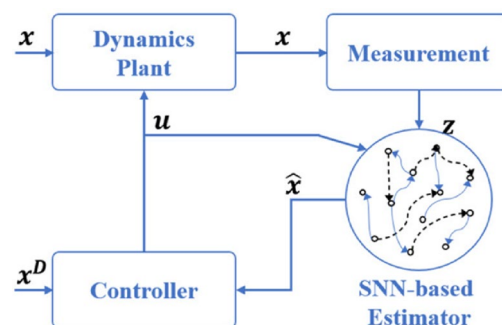 x
Dynamics
Plant
x
Measurement
u
z
x̂
x^D
Controller
SNN-based
Estimator